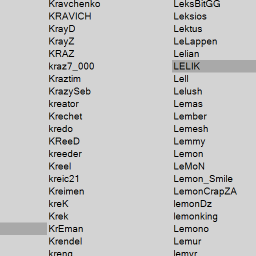 Kravchenko
KRAVICH
KrayD
KrayZ
KRAZ
kraz7_000
Kraztim
KrazySeb
kreator
Krechet
kredo
KReeD
kreeder
Kreel
kreic21
Kreimen
kreK
Krek
KrEman
Krendel
kreng
LeksBitGG
Leksios
Lektus
LeLappen
Lelian
LELIK
Lell
Lelush
Lemas
Lember
Lemesh
Lemmy
Lemon
LeMoN
Lemon_Smile
LemonCrapZA
lemonDz
lemonking
Lemono
Lemur
lemyr